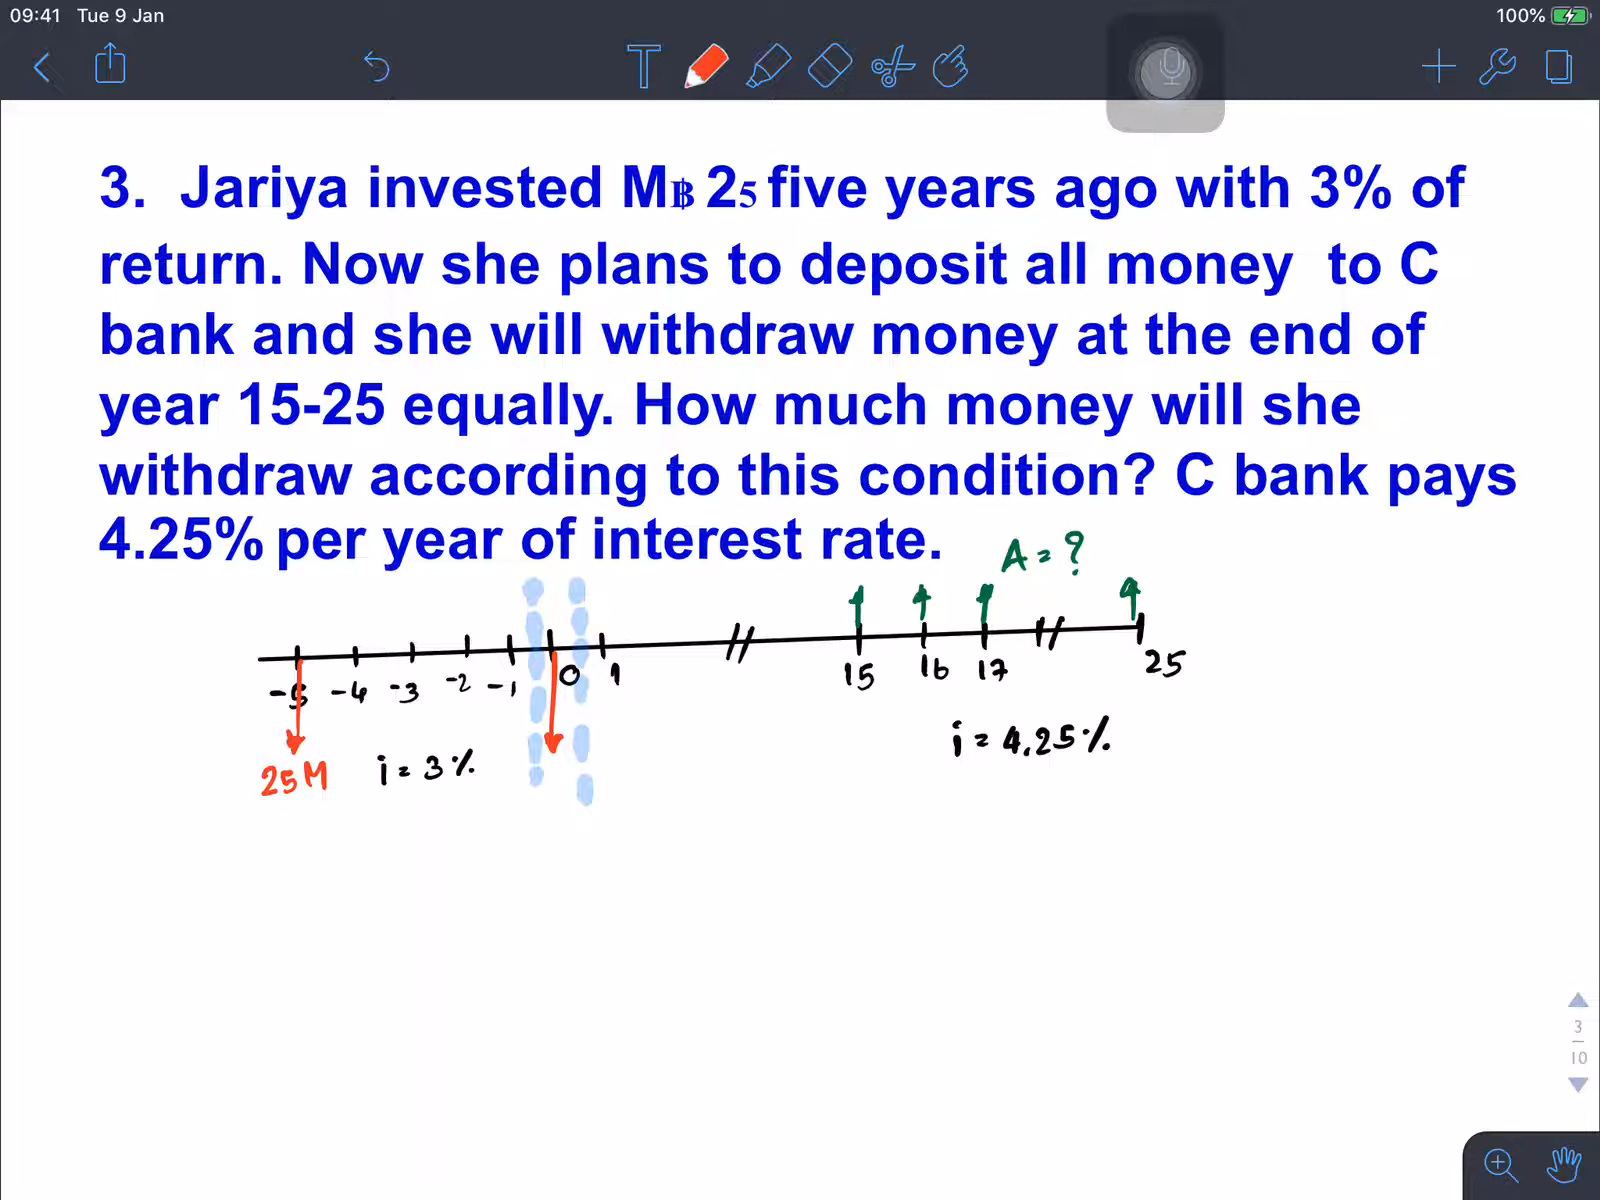 09:41 Tue 9 Jan
100%
T
3. Jariya invested M฿ 25 five years ago with 3% of
return. Now she plans to deposit all money to C
bank and she will withdraw money at the end of
year 15-25 equally. How much money will she
withdraw according to this condition? C bank pays
4.25% per year of interest rate.
A = ?
-5 -4 -3 -2 -1 0 1 15 16 17 25
25M i = 3% i = 4.25%
3
10